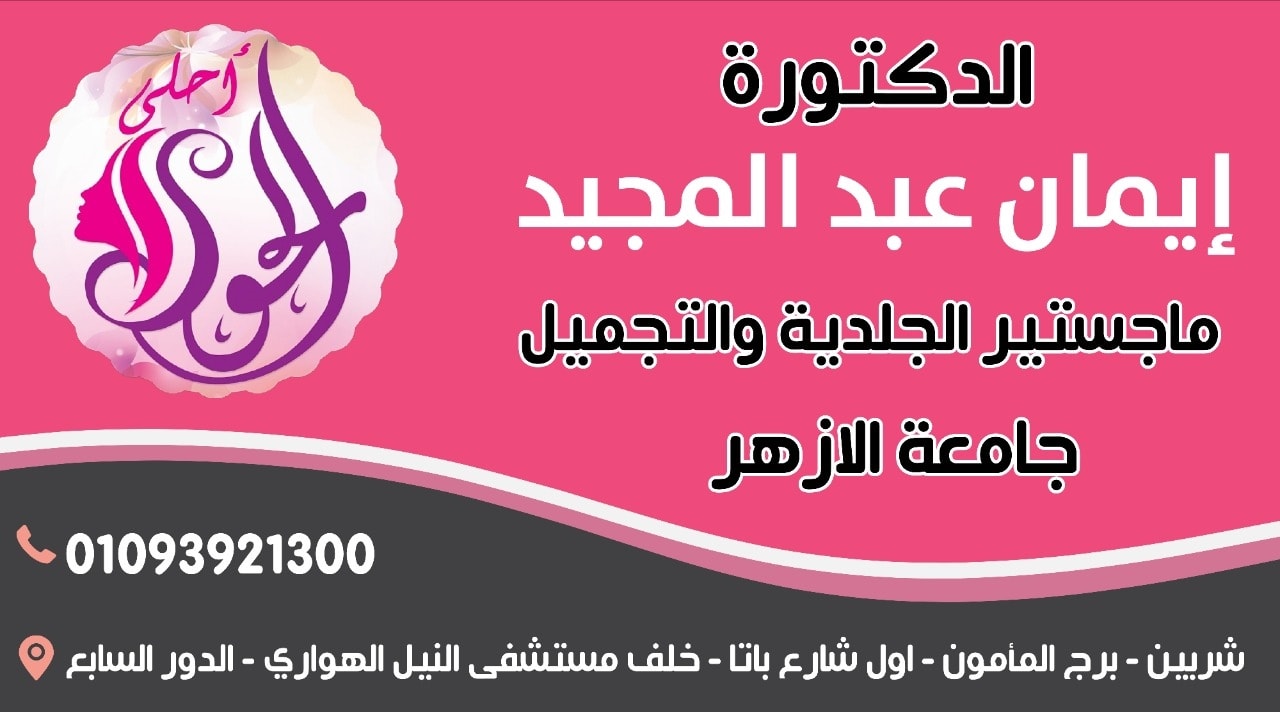 أحلى
الدكتورة
إيمان عبد المجيد
ماجستير الجلدية والتجميل
جامعة الازهر
01093921300
شربين - برج المأمون - اول شارع باتا - خلف مستشفى النيل الهواري - الدور السابع